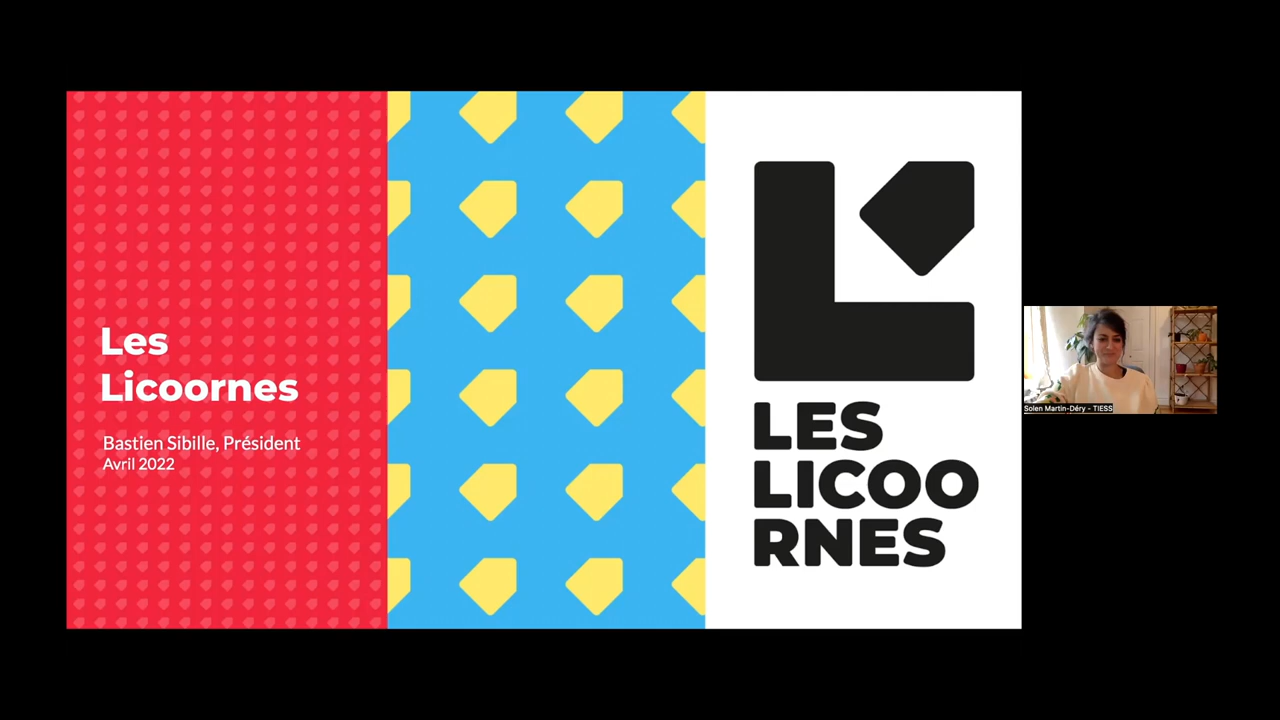 Les
Licoornes
Bastien Sibille, Président
Avril 2022
LES
LICOO
RNES
Solen Martin-Déry - TIESS